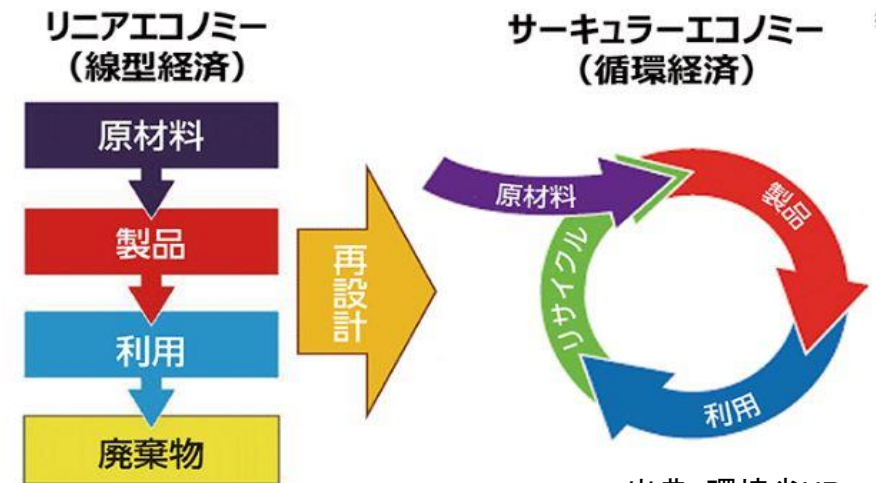 リニアエコノミー
（線型経済）
原材料
製品
利用
廃棄物
再設計
サーキュラーエコノミー
（循環経済）
原材料
製品
利用
リサイクル